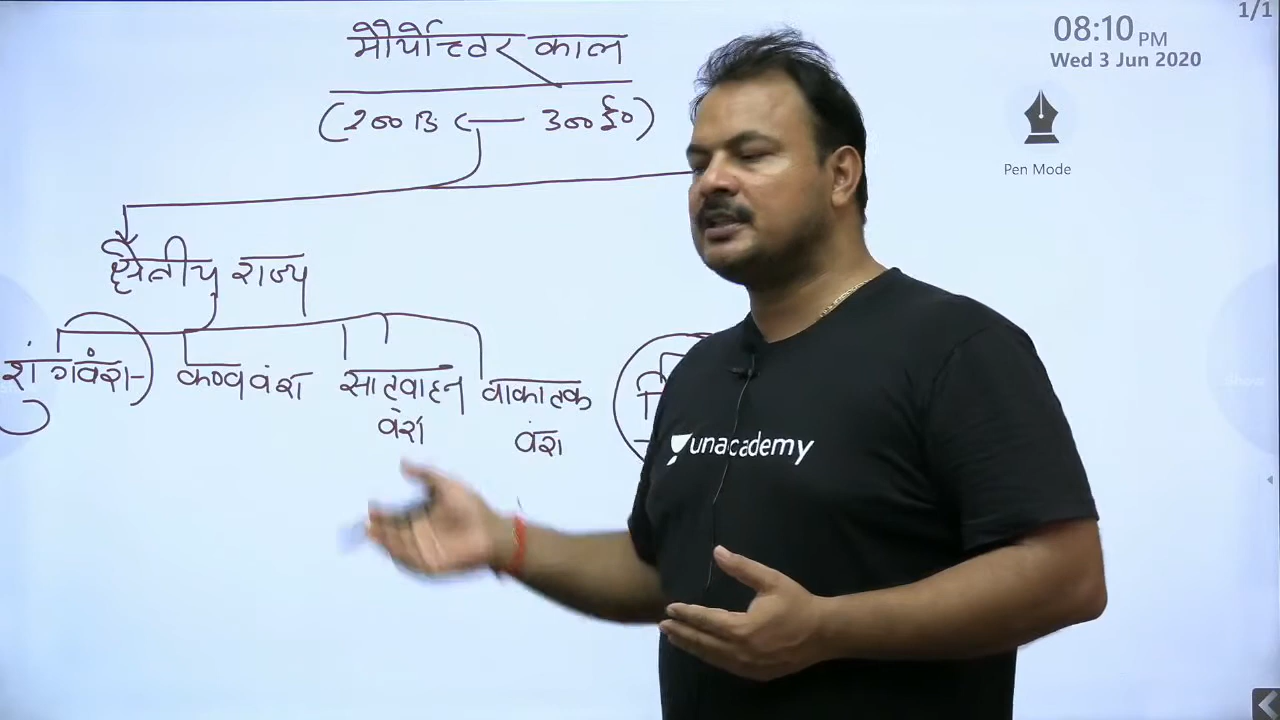 1/1
08:10 PM
Wed 3 Jun 2020
Pen Mode
मौर्योत्तर काल
(200 BC — 300 ई०)
क्षेत्रीय राज्य
शुंग वंश
कण्व वंश
सातवाहन वंश
वाकाटक वंश
unacademy